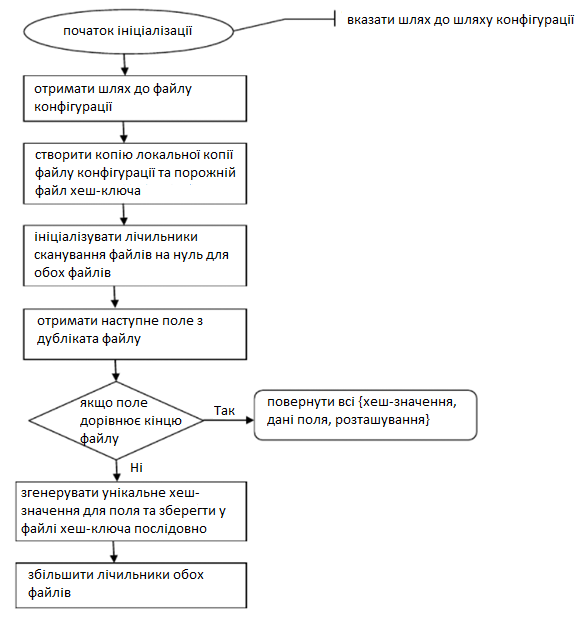 початок ініціалізації
вказати шлях до шляху конфігурації
отримати шлях до файлу
конфігурації
створити копію локальної копії
файлу конфігурації та порожній
файл хеш-ключа
ініціалізувати лічильники
сканування файлів на нуль для
обох файлів
отримати наступне поле з
дубліката файлу
якщо поле
дорівнює кінцю
файлу
Так
повернути всі {хеш-значення,
дані поля, розташування}
Ні
згенерувати унікальне хеш-
значення для поля та зберегти у
файлі хеш-ключа послідовно
збільшити лічильники обох
файлів